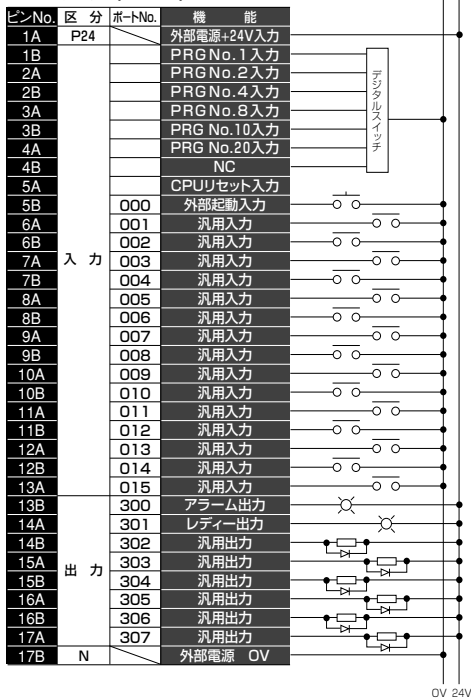 ピンNo. 区 分 ポートNo. 機 能
1A P24 外部電源+24V入力
1B PRGNo.1入力
2A PRGNo.2入力
2B PRGNo.4入力
3A PRGNo.8入力
3B PRG No.10入力
4A PRG No.20入力
4B NC
5A CPUリセット入力
5B 000 外部起動入力
6A 001 汎用入力
6B 002 汎用入力
7A 入 力 003 汎用入力
7B 004 汎用入力
8A 005 汎用入力
8B 006 汎用入力
9A 007 汎用入力
9B 008 汎用入力
10A 009 汎用入力
10B 010 汎用入力
11A 011 汎用入力
11B 012 汎用入力
12A 013 汎用入力
12B 014 汎用入力
13A 015 汎用入力
13B 300 アラーム出力
14A 301 レディー出力
14B 302 汎用出力
15A 出 力 303 汎用出力
15B 304 汎用出力
16A 305 汎用出力
16B 306 汎用出力
17A 307 汎用出力
17B N 外部電源 0V
デジタルスイッチ
0V 24V